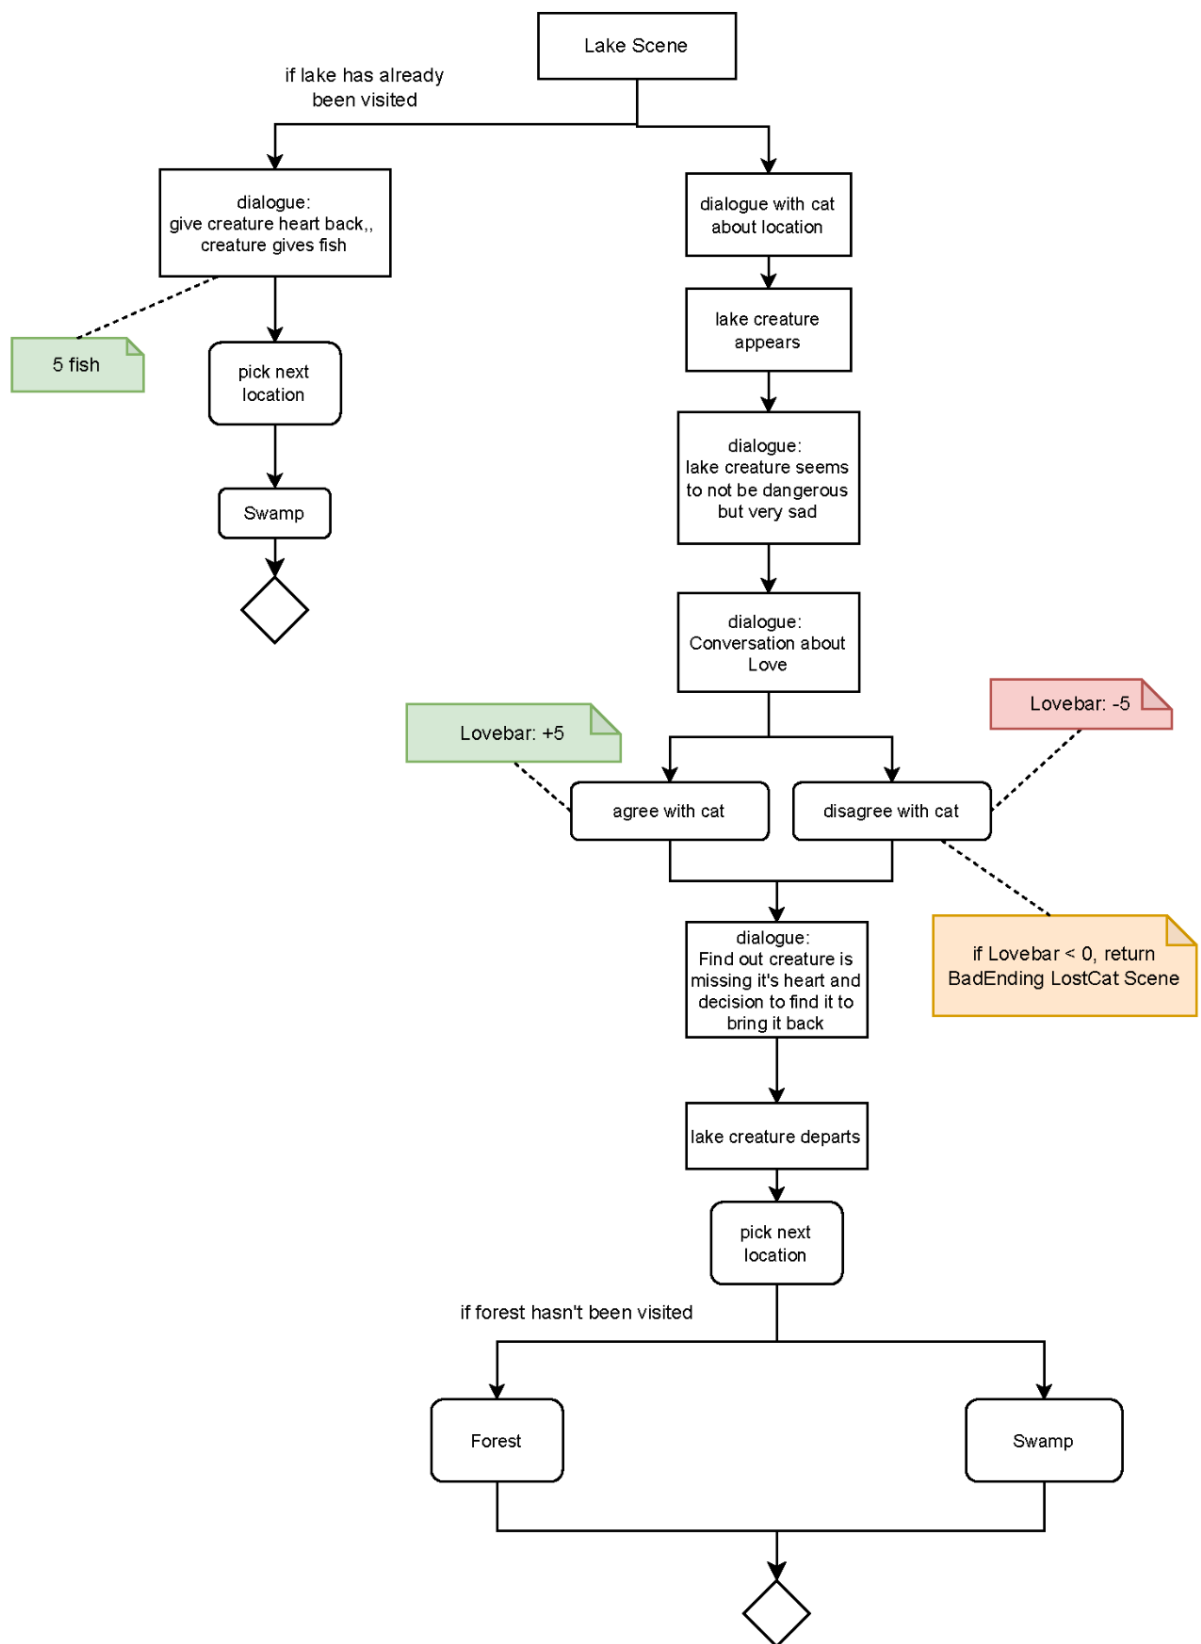 Lake Scene
if lake has already
been visited
dialogue:
give creature heart back,,
creature gives fish
dialogue with cat
about location
5 fish
pick next
location
lake creature
appears
Swamp
dialogue:
lake creature seems
to not be dangerous
but very sad
dialogue:
Conversation about
Love
Lovebar: +5
Lovebar: -5
agree with cat
disagree with cat
dialogue:
Find out creature is
missing it's heart and
decision to find it to
bring it back
if Lovebar < 0, return
BadEnding LostCat Scene
lake creature departs
pick next
location
if forest hasn't been visited
Forest
Swamp